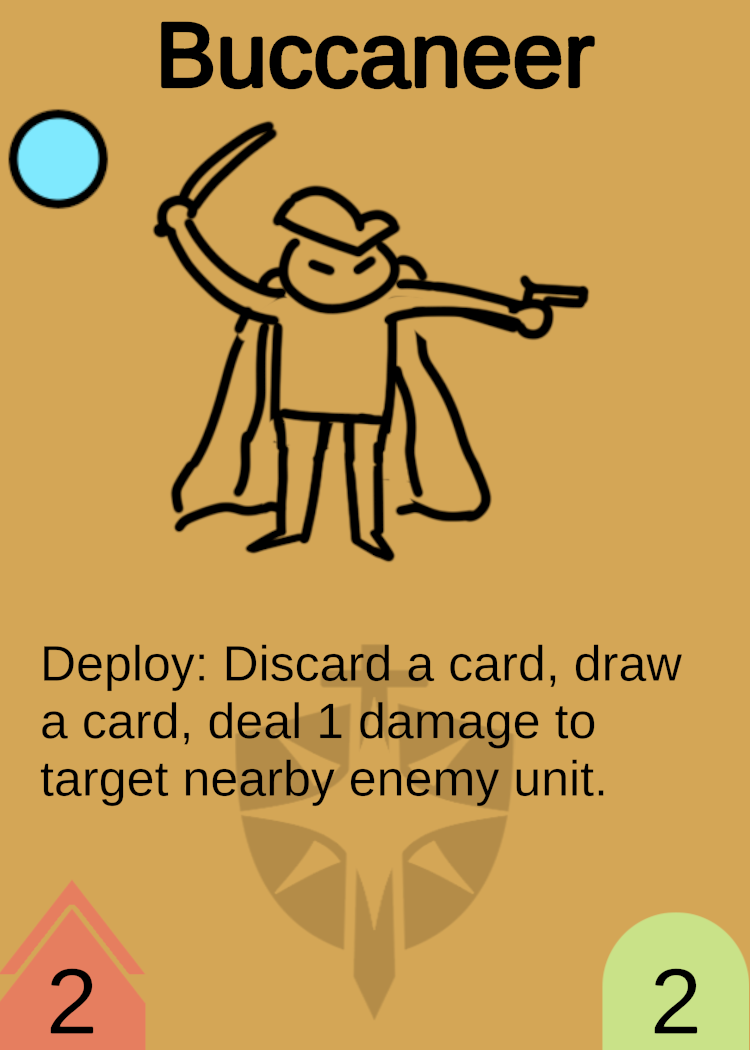 Buccaneer
Deploy: Discard a card, draw
a card, deal 1 damage to
target nearby enemy unit.
2
2